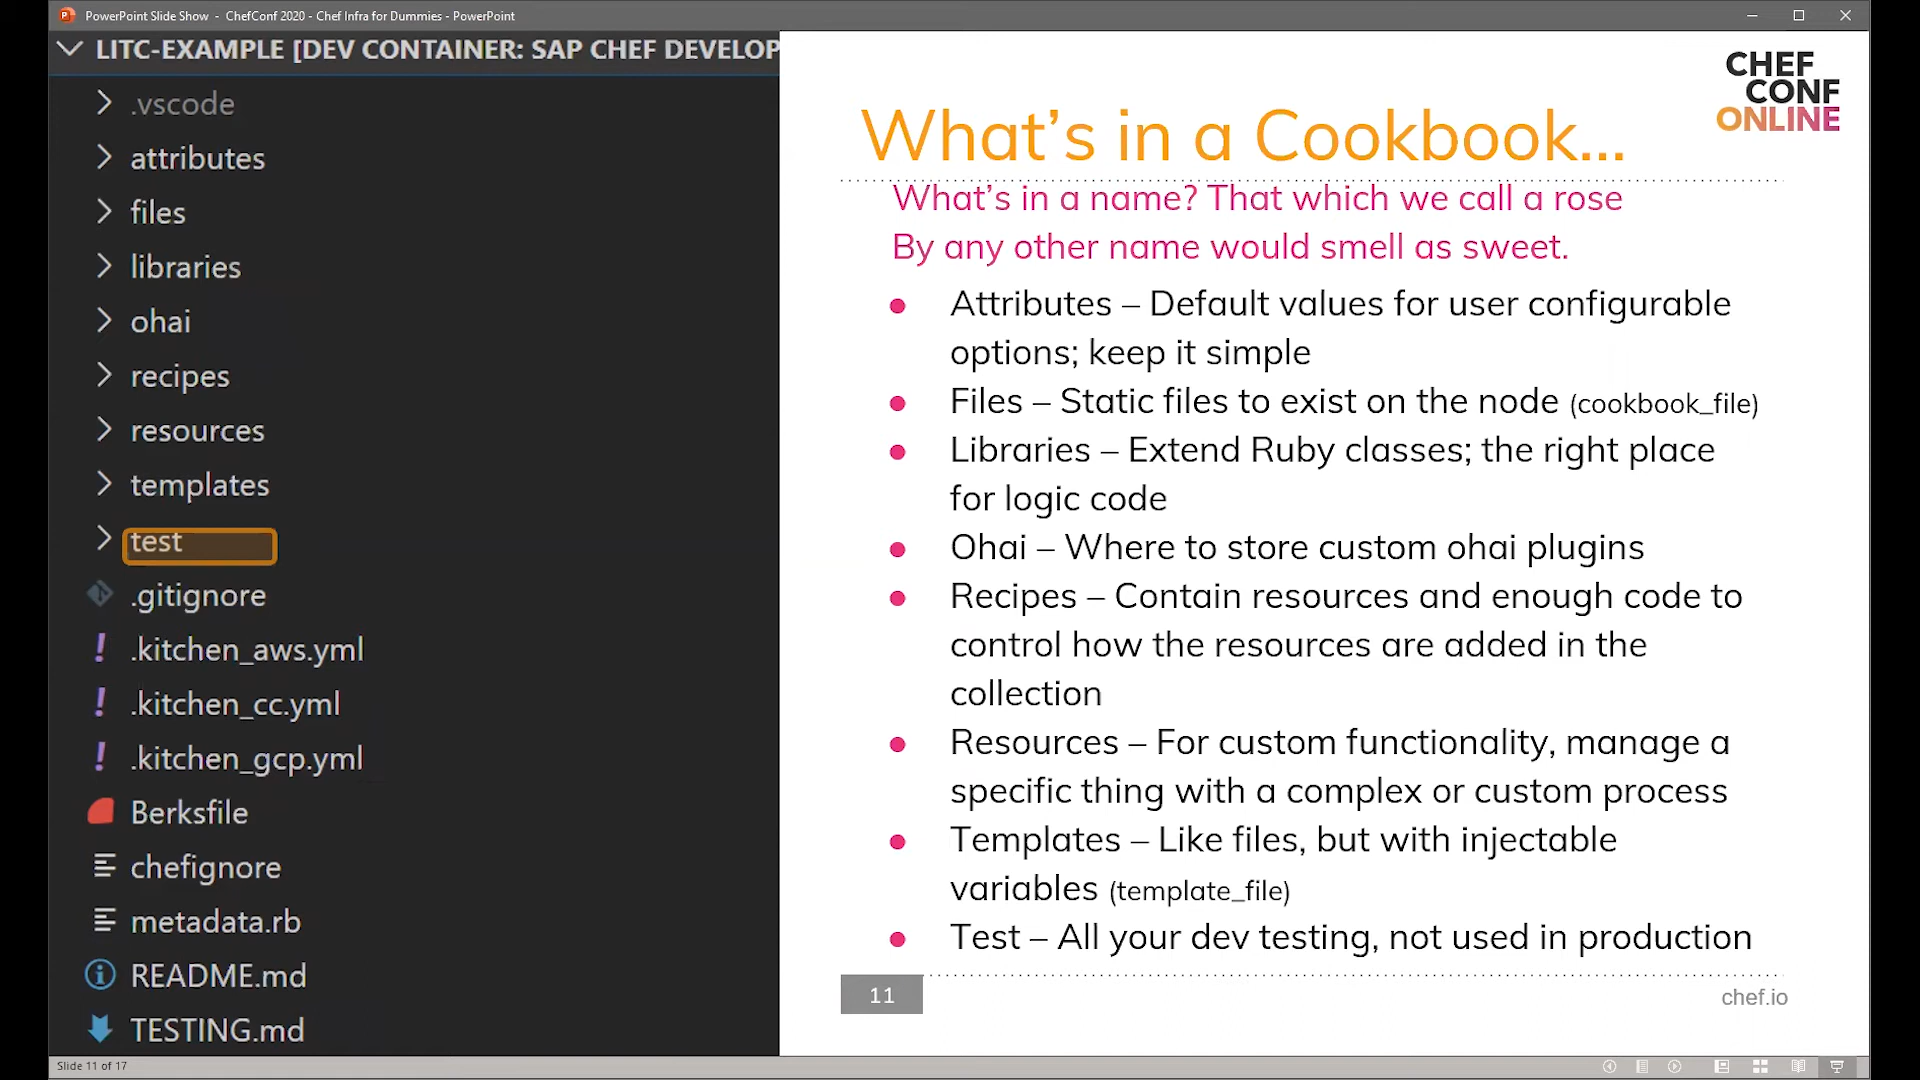 PowerPoint Slide Show - ChefConf 2020 - Chef Infra for Dummies - PowerPoint
LITC-EXAMPLE [DEV CONTAINER: SAP CHEF DEVELOP
.vscode
attributes
files
libraries
ohai
recipes
resources
templates
test
.gitignore
.kitchen_aws.yml
.kitchen_cc.yml
.kitchen_gcp.yml
Berksfile
chefignore
metadata.rb
README.md
TESTING.md
CHEF
CONF
ONLINE
What's in a Cookbook...
What's in a name? That which we call a rose
By any other name would smell as sweet.
● Attributes – Default values for user configurable
options; keep it simple
● Files – Static files to exist on the node (cookbook_file)
● Libraries – Extend Ruby classes; the right place
for logic code
● Ohai – Where to store custom ohai plugins
● Recipes – Contain resources and enough code to
control how the resources are added in the
collection
● Resources – For custom functionality, manage a
specific thing with a complex or custom process
● Templates – Like files, but with injectable
variables (template_file)
● Test – All your dev testing, not used in production
11
chef.io
Slide 11 of 17